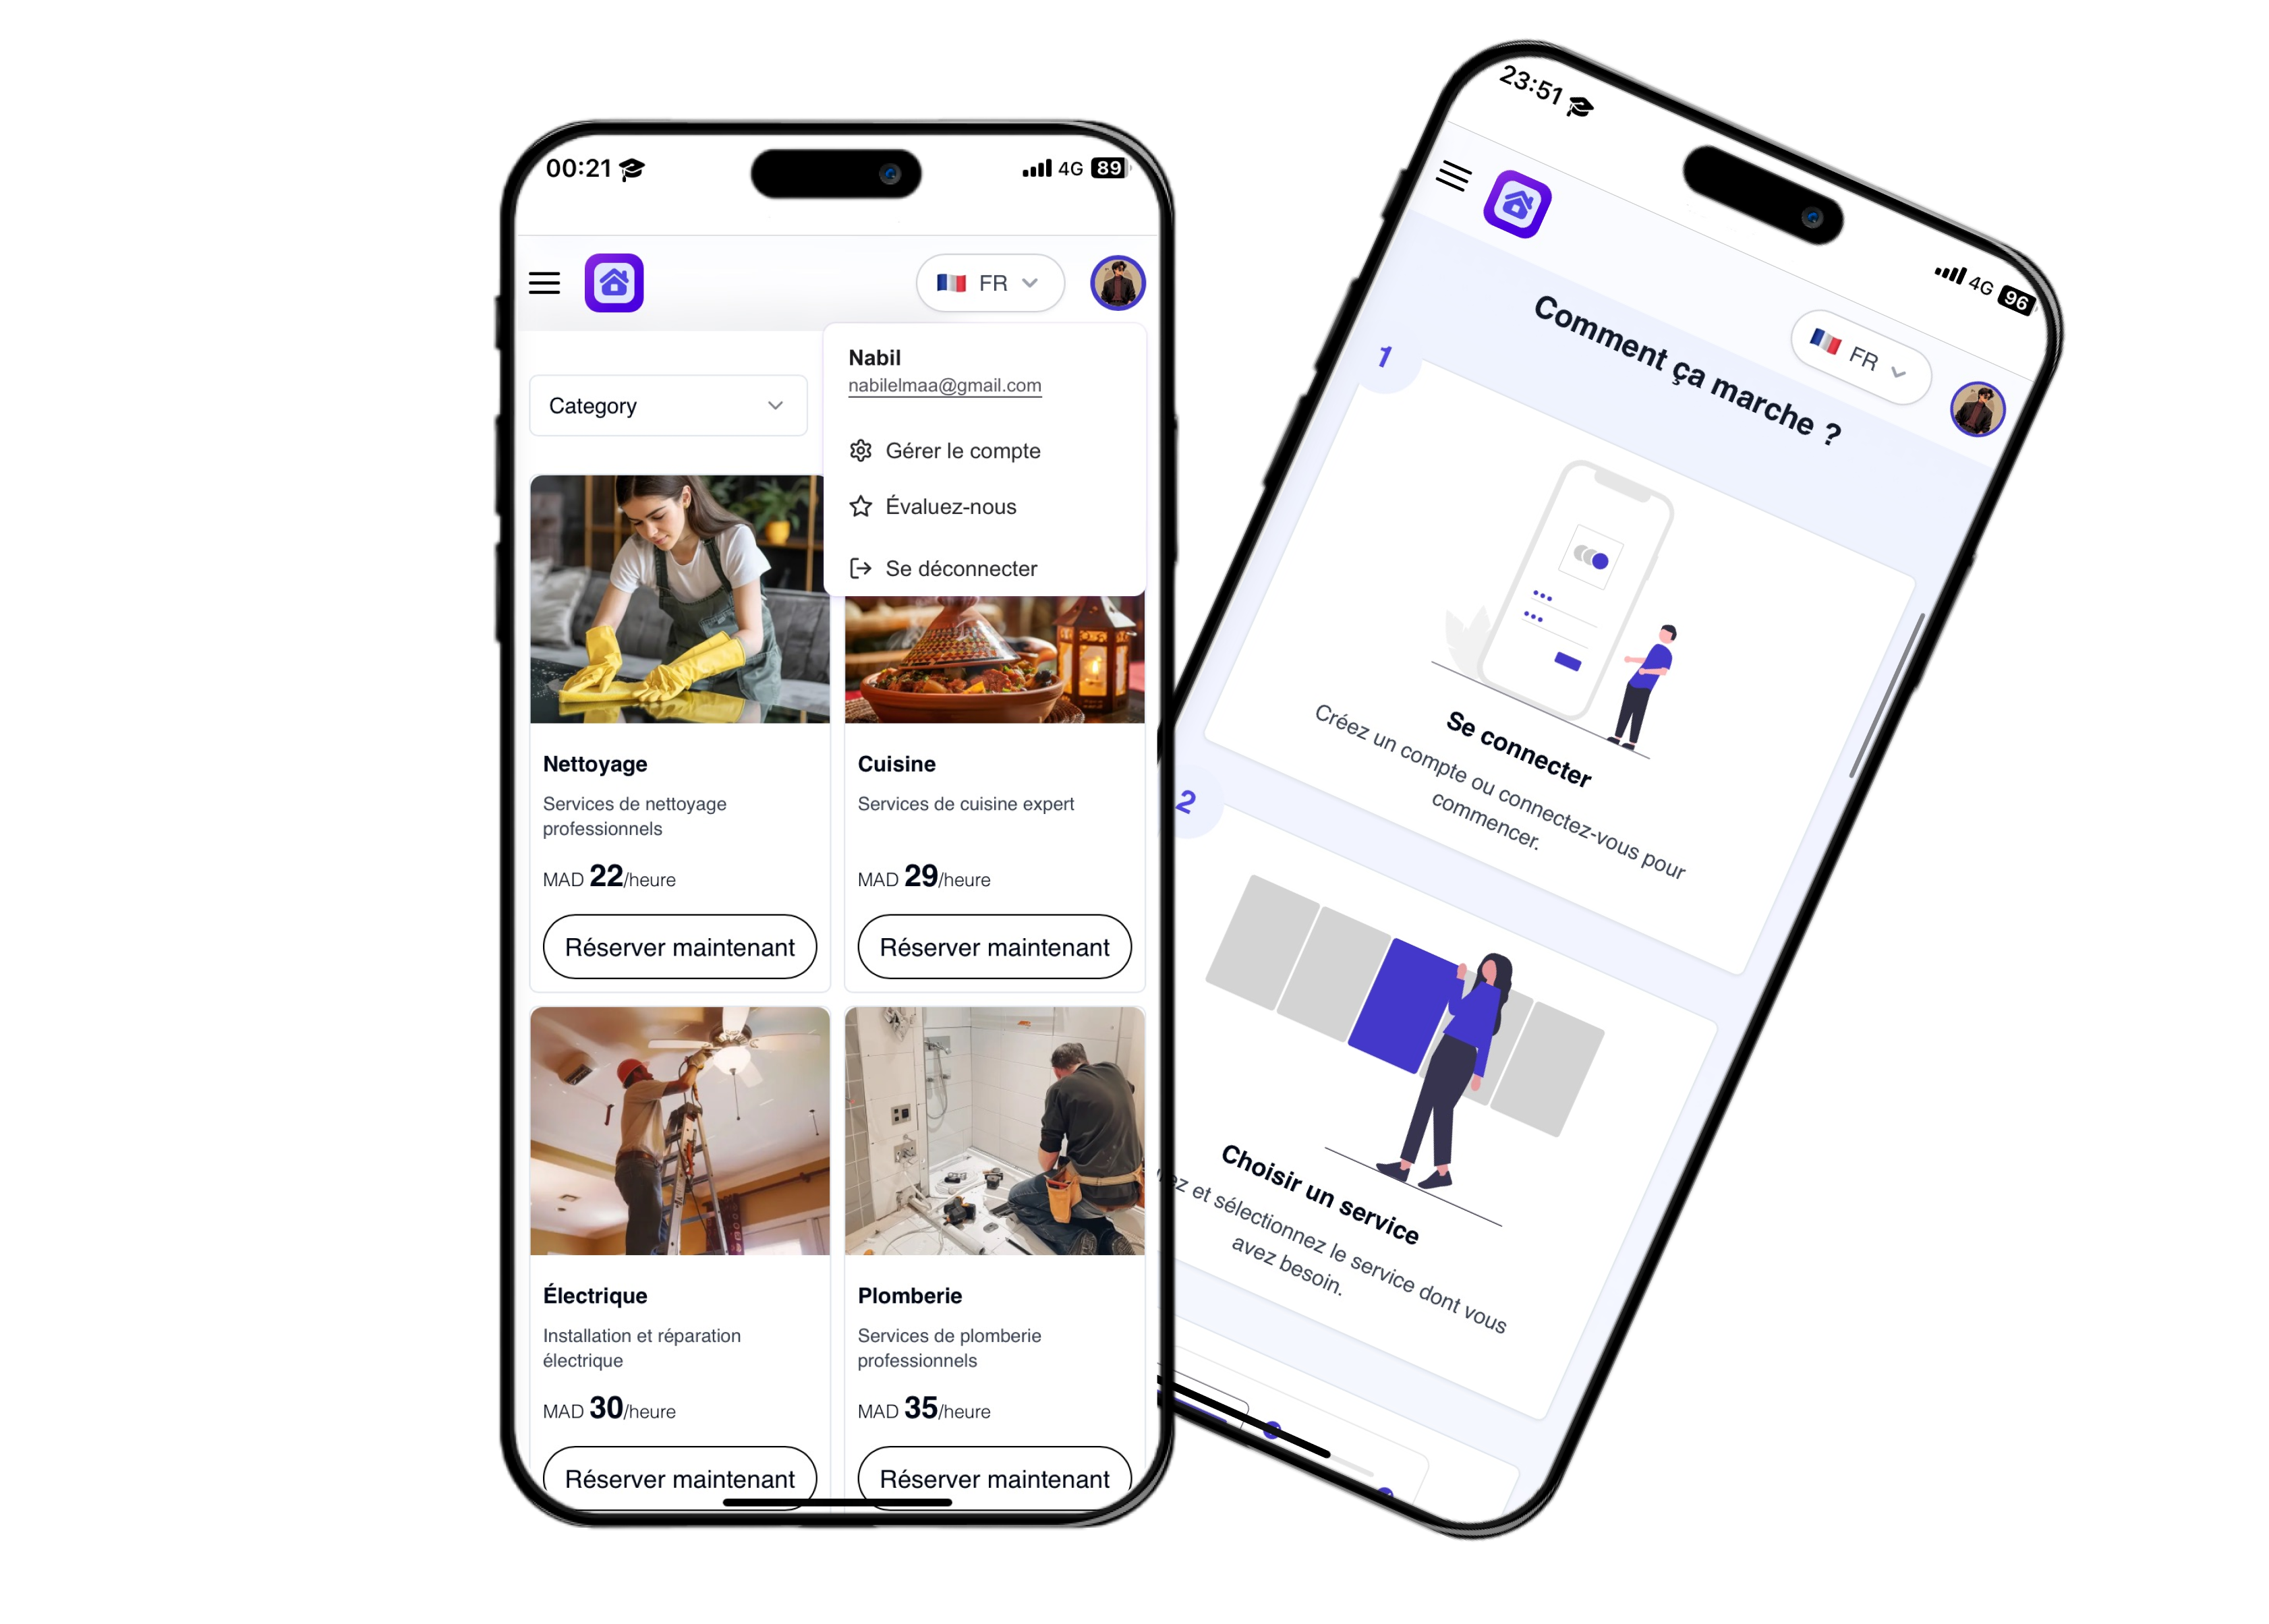 00:21
4G 89
FR
Nabil
nabilelmaa@gmail.com
Gérer le compte
Évaluez-nous
Se déconnecter
Category
Nettoyage
Services de nettoyage
professionnels
MAD 22/heure
Réserver maintenant
Cuisine
Services de cuisine expert
MAD 29/heure
Réserver maintenant
Électrique
Installation et réparation
électrique
MAD 30/heure
Réserver maintenant
Plomberie
Services de plomberie
professionnels
MAD 35/heure
Réserver maintenant
23:51
4G 96
FR
Comment ça marche ?
1
Se connecter
Créez un compte ou connectez-vous pour
commencer.
2
Choisir un service
et sélectionnez le service dont vous
avez besoin.